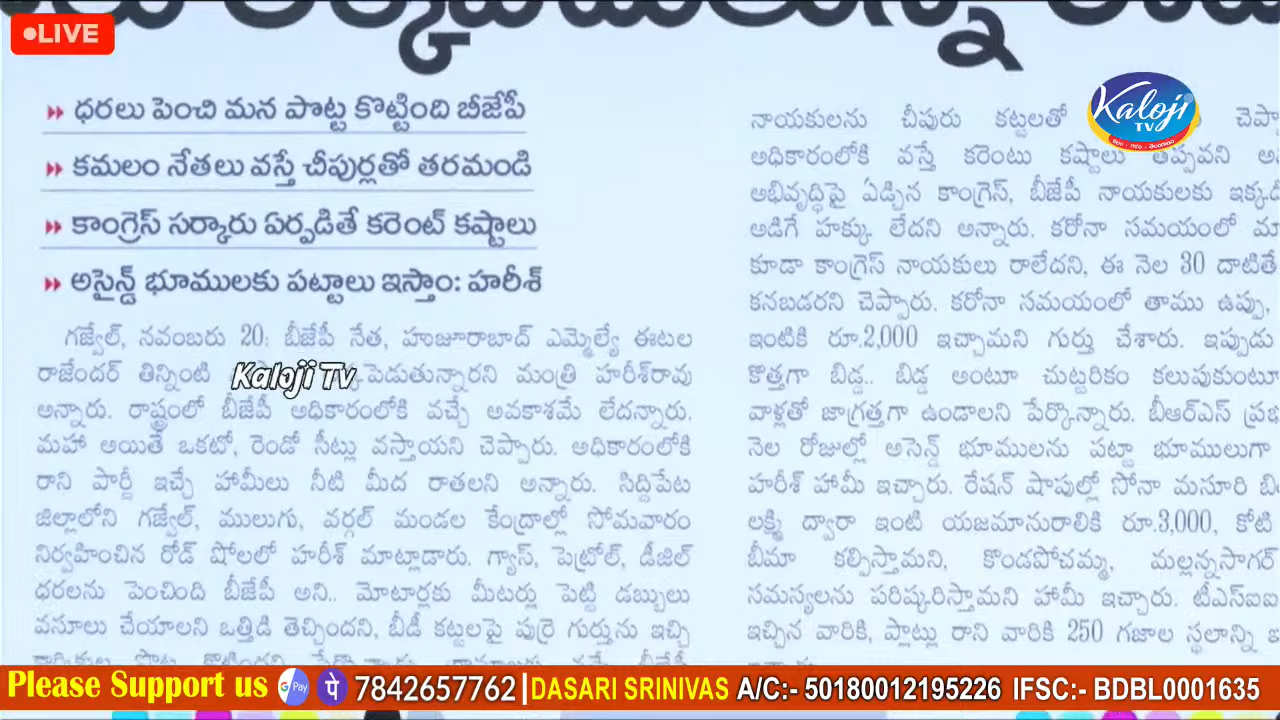 LIVE
ధరలు పెంచి మన పొట్ట కొట్టింది బీజేపీ
కమలం నేతలు వస్తే చీపుర్లతో తరమండి
కాంగ్రెస్ సర్కారు ఏర్పడితే కరెంట్ కష్టాలు
అసైన్డ్ భూములకు పట్టాలు ఇస్తాం: హరీశ్
గజ్వేల్, నవంబరు 20: బీజేపీ నేత, హుజూరాబాద్ ఎమ్మెల్యే ఈటల
రాజేందర్ తిన్నింటి పెడుతున్నారని మంత్రి హరీశ్‌రావు
అన్నారు. రాష్ట్రంలో బీజేపీ అధికారంలోకి వచ్చే అవకాశమే లేదన్నారు.
మహా అయితే ఒకటో, రెండో సీట్లు వస్తాయని చెప్పారు. అధికారంలోకి
రాని పార్టీ ఇచ్చే హామీలు నీటి మీద రాతలని అన్నారు. సిద్దిపేట
జిల్లాలోని గజ్వేల్, ములుగు, వర్గల్ మండల కేంద్రాల్లో సోమవారం
నిర్వహించిన రోడ్ షోలలో హరీశ్ మాట్లాడారు. గ్యాస్, పెట్రోల్, డీజిల్
ధరలను పెంచింది బీజేపీ అని.. మోటార్లకు మీటర్లు పెట్టి డబ్బులు
వసూలు చేయాలని ఒత్తిడి తెచ్చిందని, బీడీ కట్టలపై పుర్రె గుర్తును ఇచ్చి
నాయకులను చీపురు కట్టలతో
అధికారంలోకి వస్తే కరెంటు కష్టాలు తప్పవని
అభివృద్ధిపై ఏడ్చిన కాంగ్రెస్, బీజేపీ నాయకులకు
అడిగే హక్కు లేదని అన్నారు. కరోనా సమయంలో
కూడా కాంగ్రెస్ నాయకులు రాలేదని, ఈ నెల 30 దాటితే
కనబడరని చెప్పారు. కరోనా సమయంలో తాము ఉప్పు,
ఇంటికి రూ.2,000 ఇచ్చామని గుర్తు చేశారు. ఇప్పుడు
కొత్తగా బిడ్డ.. బిడ్డ అంటూ చుట్టరికం కలుపుకుంటూ
వాళ్లతో జాగ్రత్తగా ఉండాలని పేర్కొన్నారు. బీఆర్ఎస్
నెల రోజుల్లో అసెన్డ్ భూములను పట్టా భూములుగా
హరీశ్ హామీ ఇచ్చారు. రేషన్ షాపుల్లో సోనా మసూరి
లక్ష్మి ద్వారా ఇంటి యజమానురాలికి రూ.3,000, కోటి
బీమా కల్పిస్తామని, కొండపోచమ్మ, మల్లన్నసాగర్
సమస్యలను పరిష్కరిస్తామని హామీ ఇచ్చారు.
ఇచ్చిన వారికి, ప్లాట్లు రాని వారికి 250 గజాల స్థలాన్ని
Kaloji TV
Kaloji Tv
Please Support us G Pay పే 7842657762 | DASARI SRINIVAS A/C:- 50180012195226 IFSC:- BDBL0001635